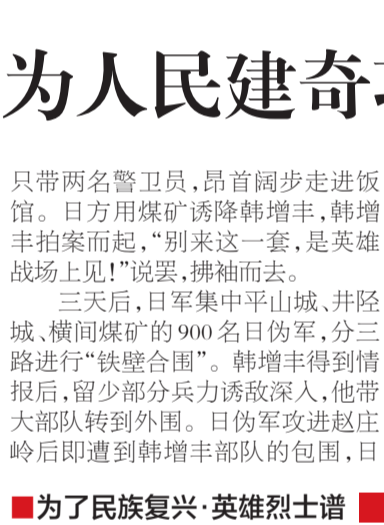 为人民建奇
只带两名警卫员，昂首阔步走进饭
馆。日方用煤矿诱降韩增丰，韩增
丰拍案而起，“别来这一套，是英雄
战场上见！”说罢，拂袖而去。
三天后，日军集中平山城、井陉
城、横间煤矿的900名日伪军，分三
路进行“铁壁合围”。韩增丰得到情
报后，留少部分兵力诱敌深入，他带
大部队转到外围。日伪军攻进赵庄
岭后即遭到韩增丰部队的包围，日
■为了民族复兴·英雄烈士谱